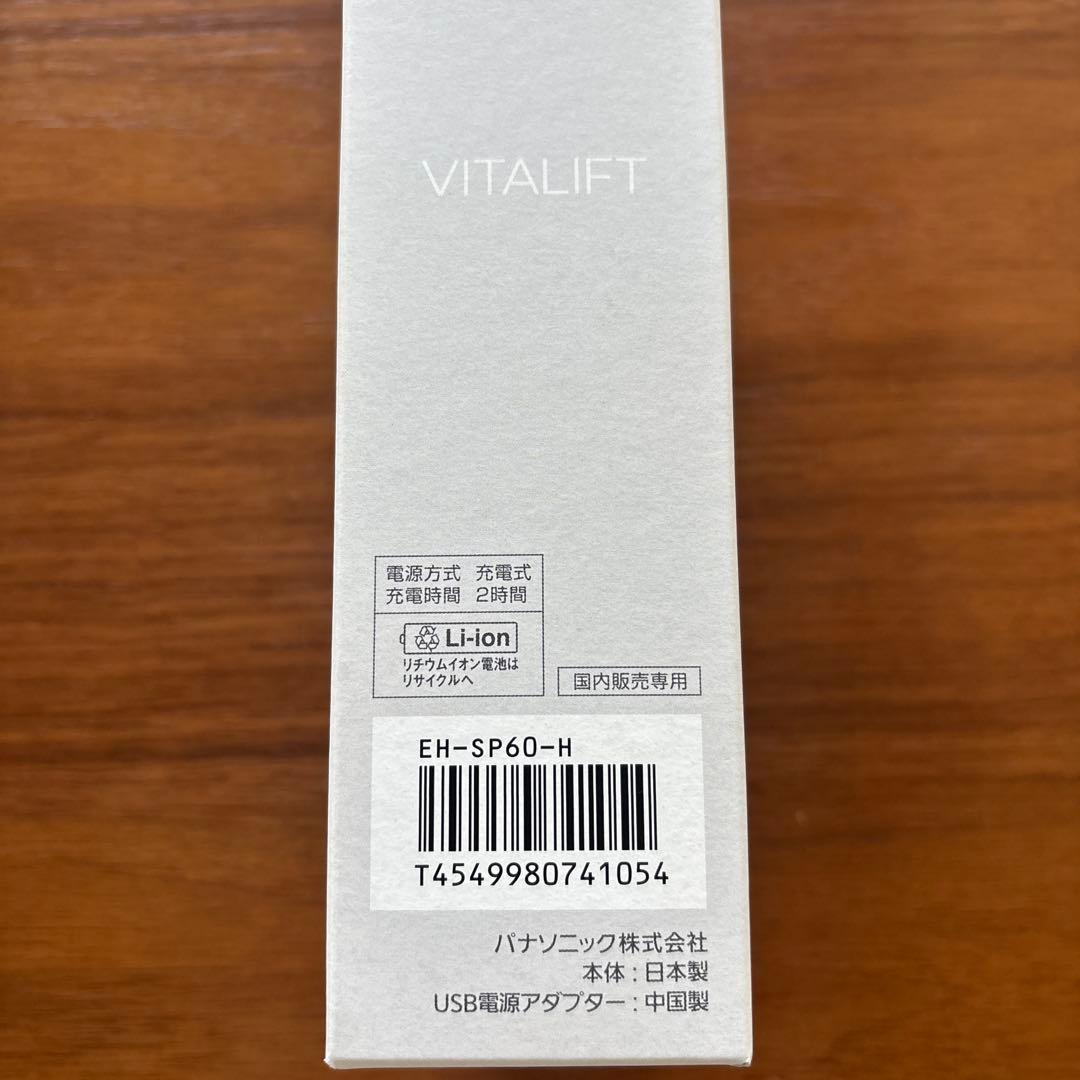 VITALIFT
電源方式 充電式
充電時間 2時間
Li-ion
リチウムイオン電池は
リサイクルへ
国内販売専用
EH-SP60-H
T4549980741054
パナソニック株式会社
本体:日本製
USB電源アダプター:中国製